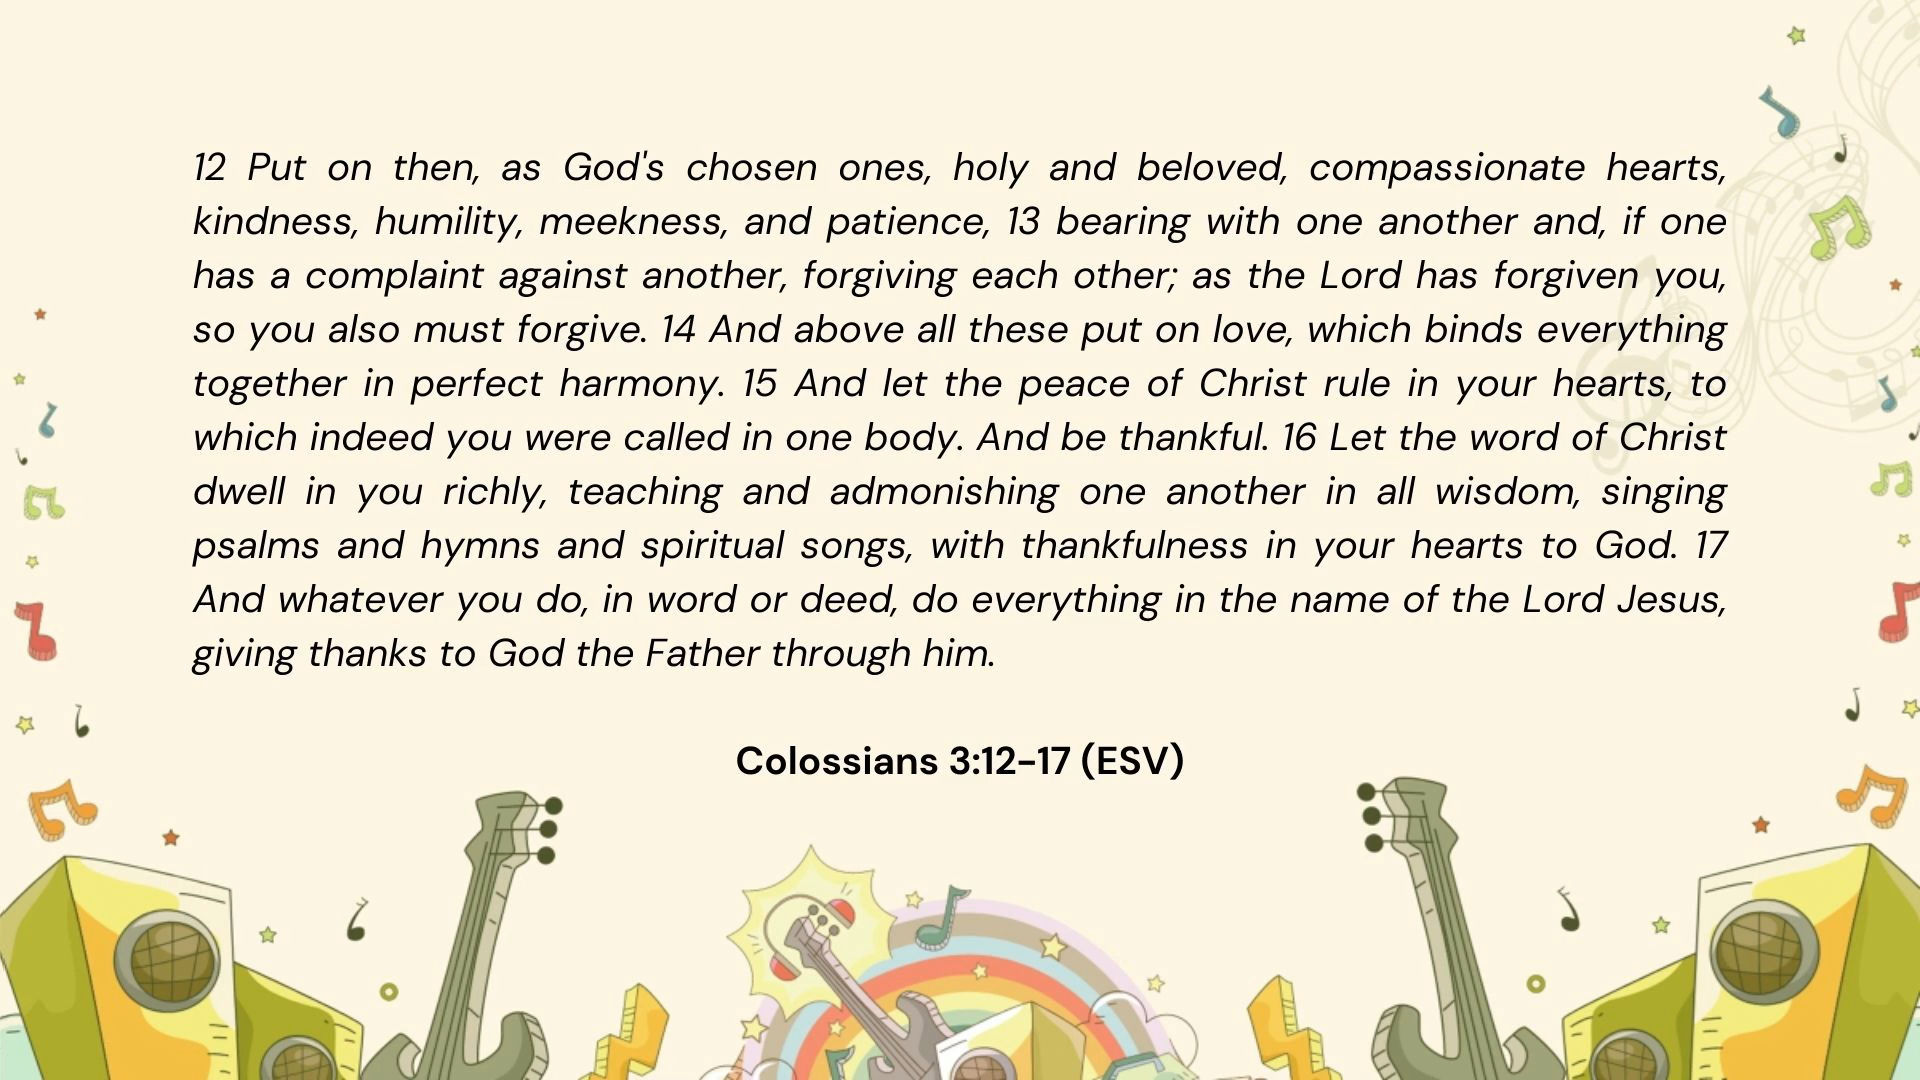 12 Put on then, as God's chosen ones, holy and beloved, compassionate hearts,
kindness, humility, meekness, and patience, 13 bearing with one another and, if one
has a complaint against another, forgiving each other; as the Lord has forgiven you,
so you also must forgive. 14 And above all these put on love, which binds everything
together in perfect harmony. 15 And let the peace of Christ rule in your hearts, to
which indeed you were called in one body. And be thankful. 16 Let the word of Christ
dwell in you richly, teaching and admonishing one another in all wisdom, singing
psalms and hymns and spiritual songs, with thankfulness in your hearts to God. 17
And whatever you do, in word or deed, do everything in the name of the Lord Jesus,
giving thanks to God the Father through him.
Colossians 3:12-17 (ESV)